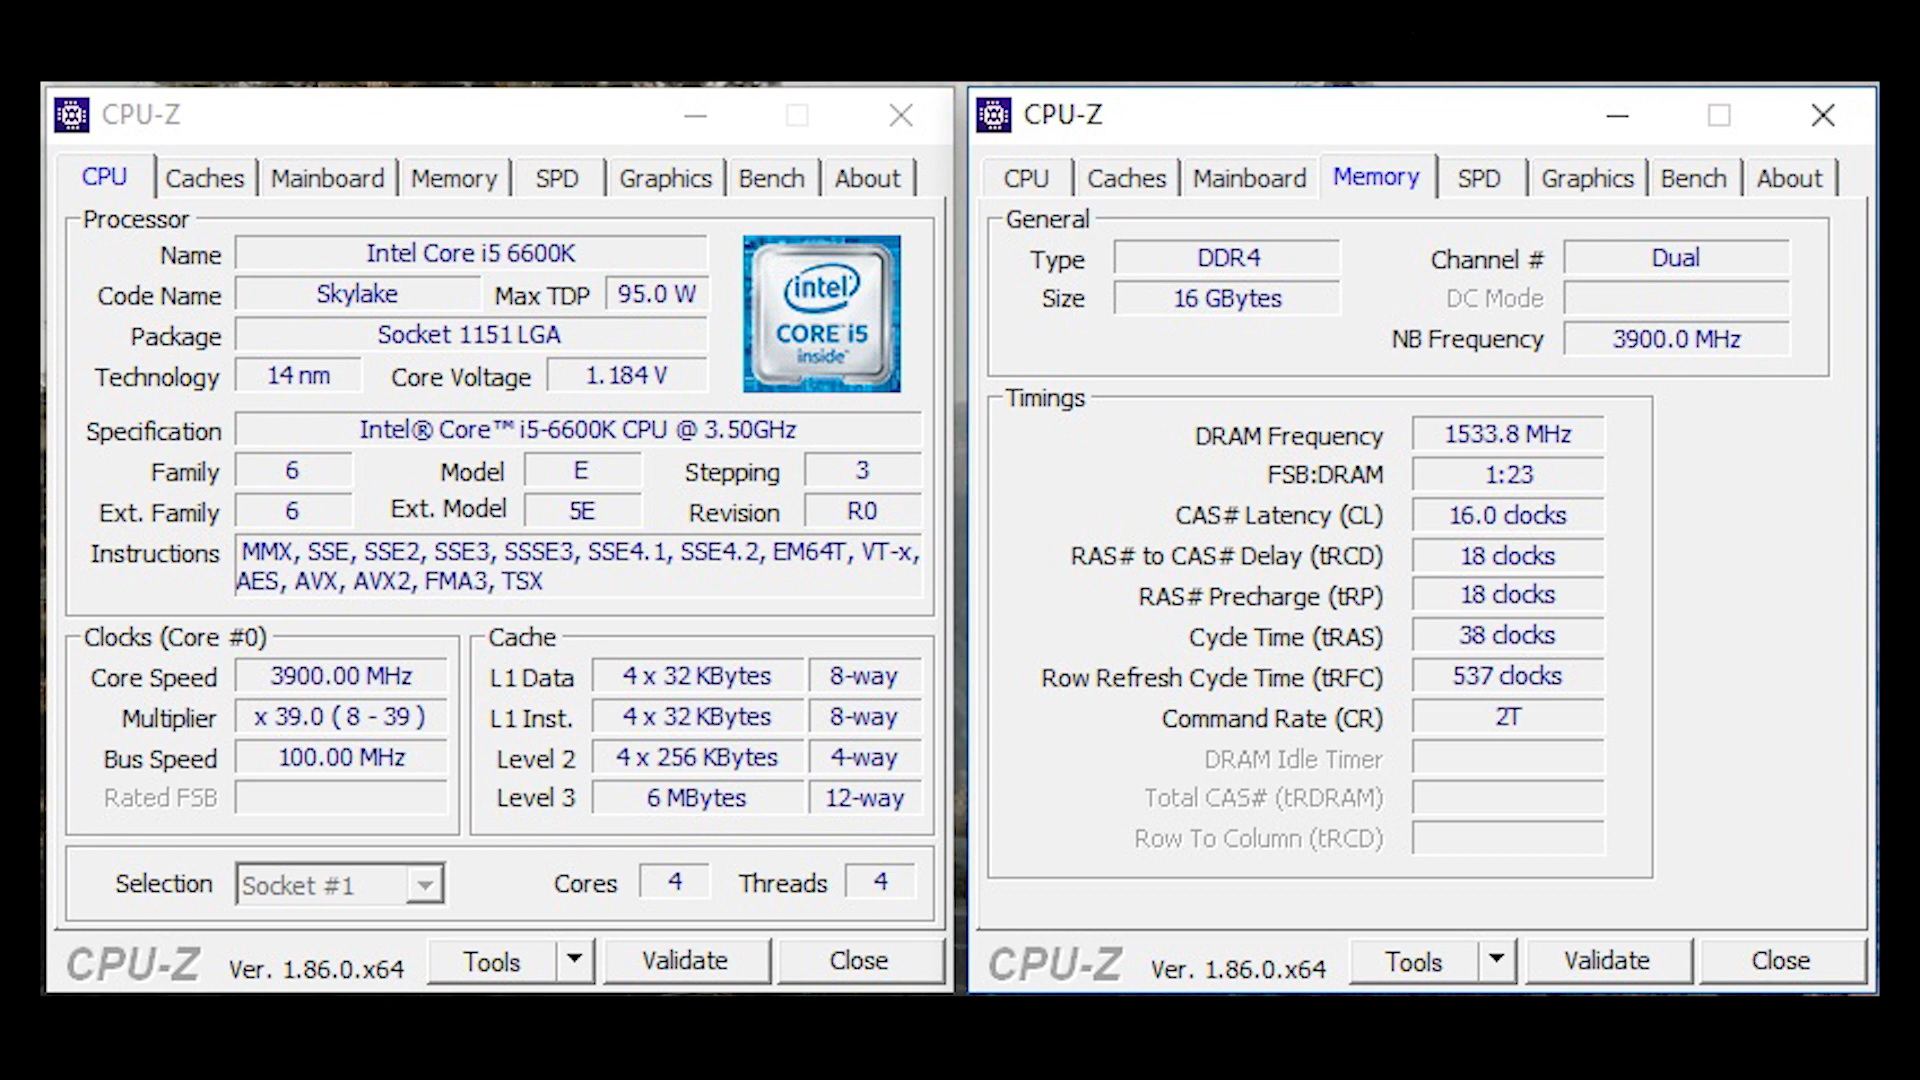 CPU-Z
CPU Caches Mainboard Memory SPD Graphics Bench About
Processor
Name Intel Core i5 6600K
Code Name Skylake Max TDP 95.0 W
Package Socket 1151 LGA
Technology 14 nm Core Voltage 1.184 V
intel
CORE i5
inside™
Specification Intel® Core™ i5-6600K CPU @ 3.50GHz
Family 6 Model E Stepping 3
Ext. Family 6 Ext. Model 5E Revision R0
Instructions MMX, SSE, SSE2, SSE3, SSSE3, SSE4.1, SSE4.2, EM64T, VT-x,
AES, AVX, AVX2, FMA3, TSX
Clocks (Core #0)
Core Speed 3900.00 MHz
Multiplier x 39.0 ( 8 - 39 )
Bus Speed 100.00 MHz
Rated FSB
Cache
L1 Data 4 x 32 KBytes 8-way
L1 Inst. 4 x 32 KBytes 8-way
Level 2 4 x 256 KBytes 4-way
Level 3 6 MBytes 12-way
Selection Socket #1 Cores 4 Threads 4
CPU-Z Ver. 1.86.0.x64 Tools Validate Close
CPU-Z
CPU Caches Mainboard Memory SPD Graphics Bench About
General
Type DDR4 Channel # Dual
Size 16 GBytes DC Mode
NB Frequency 3900.0 MHz
Timings
DRAM Frequency 1533.8 MHz
FSB:DRAM 1:23
CAS# Latency (CL) 16.0 clocks
RAS# to CAS# Delay (tRCD) 18 clocks
RAS# Precharge (tRP) 18 clocks
Cycle Time (tRAS) 38 clocks
Row Refresh Cycle Time (tRFC) 537 clocks
Command Rate (CR) 2T
DRAM Idle Timer
Total CAS# (tRDRAM)
Row To Column (tRCD)
CPU-Z Ver. 1.86.0.x64 Tools Validate Close